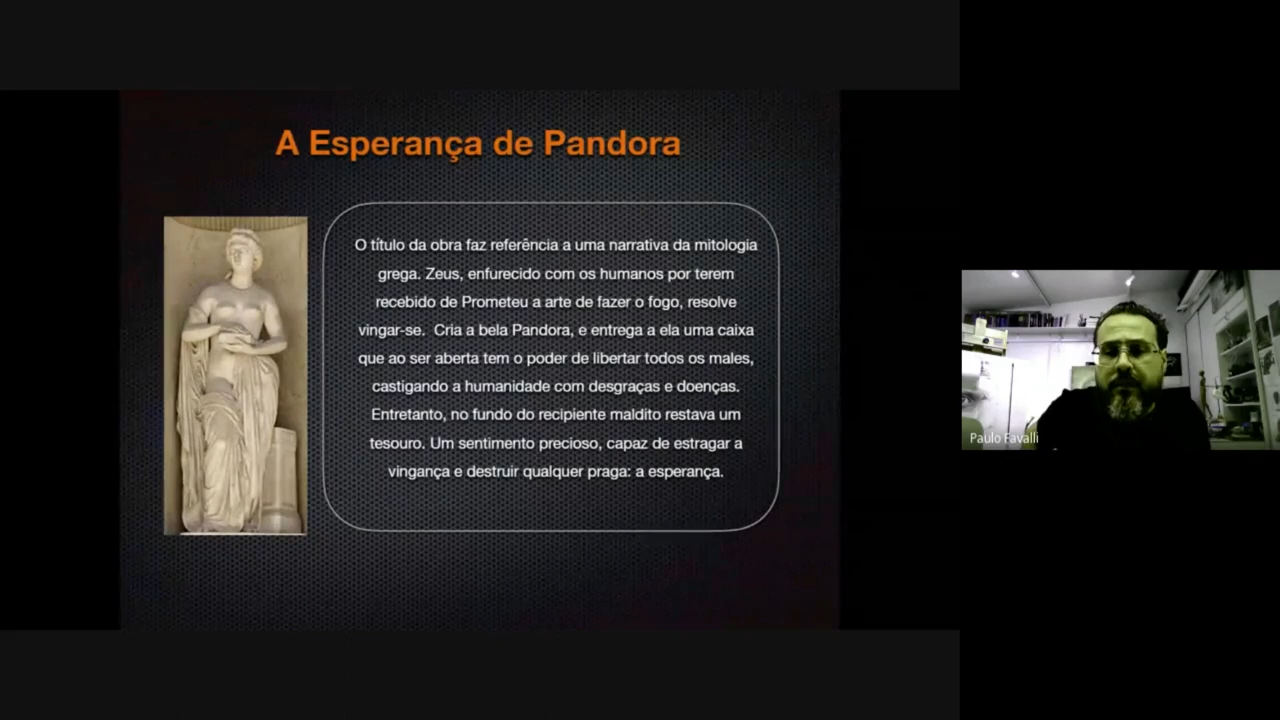 A Esperança de Pandora
O título da obra faz referência a uma narrativa da mitologia
grega. Zeus, enfurecido com os humanos por terem
recebido de Prometeu a arte de fazer o fogo, resolve
vingar-se.  Cria a bela Pandora, e entrega a ela uma caixa
que ao ser aberta tem o poder de libertar todos os males,
castigando a humanidade com desgraças e doenças.
Entretanto, no fundo do recipiente maldito restava um
tesouro. Um sentimento precioso, capaz de estragar a
vingança e destruir qualquer praga: a esperança.
Paulo Favalli